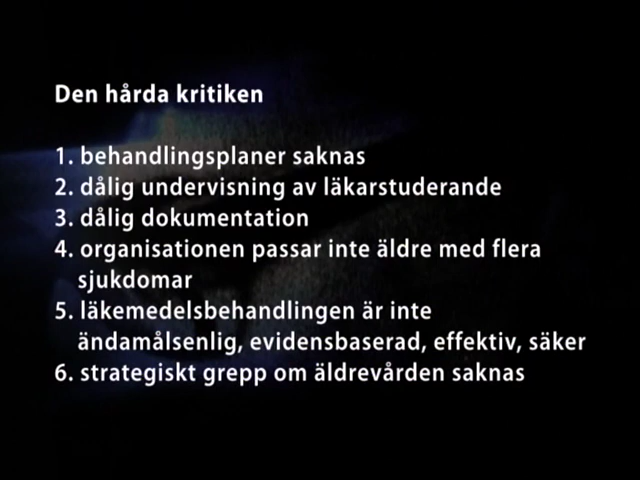 Den hårda kritiken
1. behandlingsplaner saknas
2. dålig undervisning av läkarstuderande
3. dålig dokumentation
4. organisationen passar inte äldre med flera
sjukdomar
5. läkemedelsbehandlingen är inte
ändamålsenlig, evidensbaserad, effektiv, säker
6. strategiskt grepp om äldrevården saknas